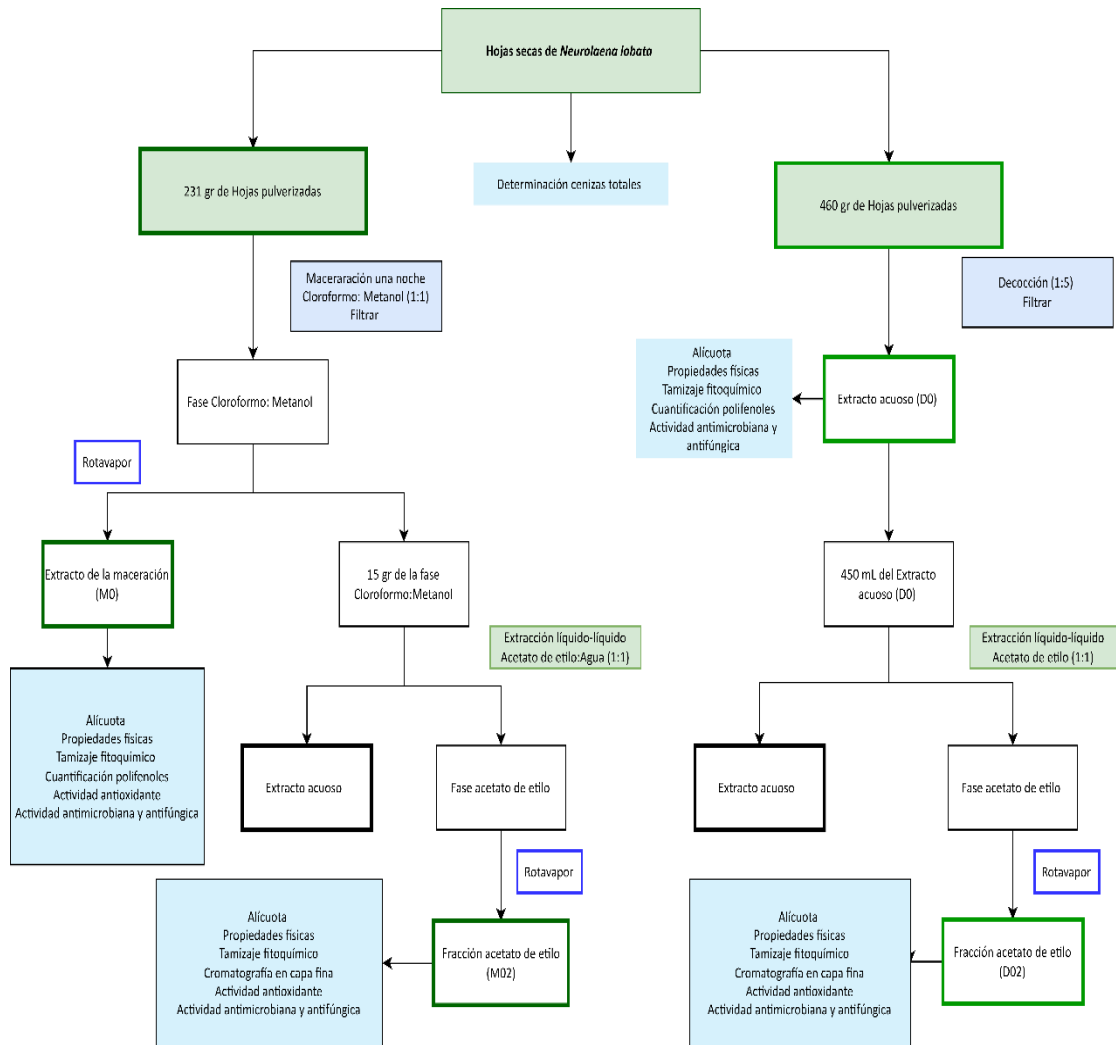 Hojas secas de Neurolaena lobata
231 gr de Hojas pulverizadas
Determinación cenizas totales
460 gr de Hojas pulverizadas
Maceraración una noche
Cloroformo: Metanol (1:1)
Filtrar
Decocción (1:5)
Filtrar
Fase Cloroformo: Metanol
Alícuota
Propiedades físicas
Tamizaje fitoquímico
Cuantificación polifenoles
Actividad antimicrobiana y
antifúngica
Extracto acuoso (D0)
Rotavapor
Extracto de la maceración
(M0)
15 gr de la fase
Cloroformo:Metanol
450 mL del Extracto
acuoso (D0)
Extracción líquido-líquido
Acetato de etilo:Agua (1:1)
Extracción líquido-líquido
Acetato de etilo (1:1)
Alícuota
Propiedades físicas
Tamizaje fitoquímico
Cuantificación polifenoles
Actividad antioxidante
Actividad antimicrobiana y antifúngica
Extracto acuoso
Fase acetato de etilo
Extracto acuoso
Fase acetato de etilo
Rotavapor
Rotavapor
Alícuota
Propiedades físicas
Tamizaje fitoquímico
Cromatografía en capa fina
Actividad antioxidante
Actividad antimicrobiana y antifúngica
Fracción acetato de etilo
(M02)
Alícuota
Propiedades físicas
Tamizaje fitoquímico
Cromatografía en capa fina
Actividad antioxidante
Actividad antimicrobiana y antifúngica
Fracción acetato de etilo
(D02)